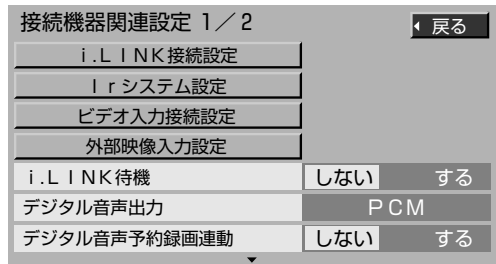 接続機器関連設定 1／2
戻る
i.LINK接続設定
Irシステム設定
ビデオ入力接続設定
外部映像入力設定
i.LINK待機 しない する
デジタル音声出力 PCM
デジタル音声予約録画連動 しない する